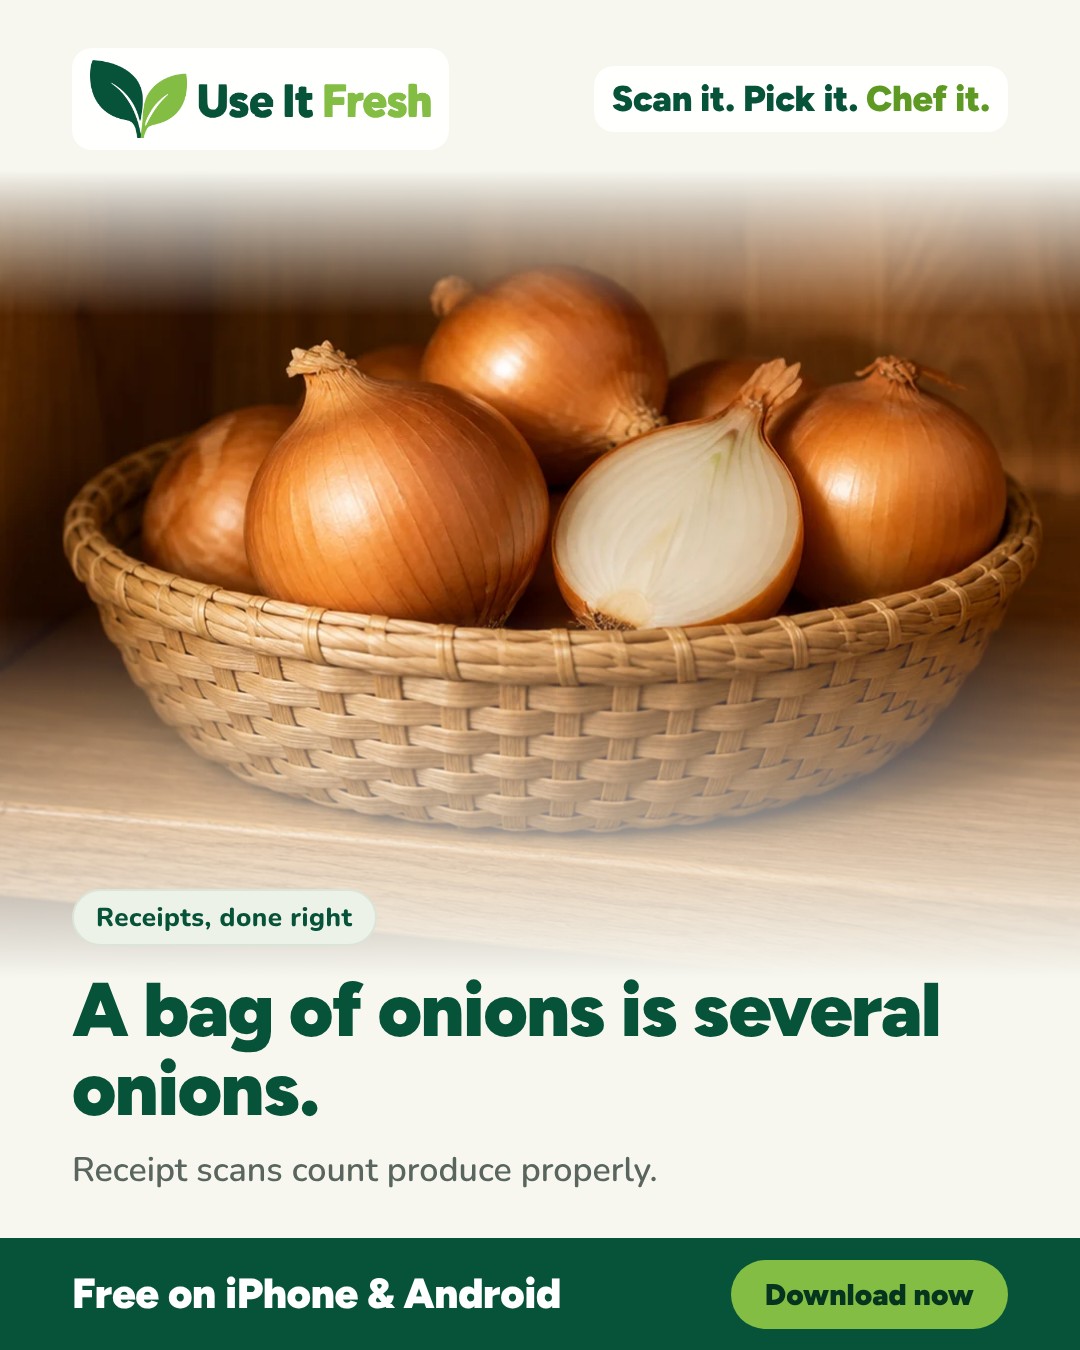 Use It Fresh
Scan it. Pick it. Chef it.
Receipts, done right
A bag of onions is several
onions.
Receipt scans count produce properly.
Free on iPhone & Android
Download now